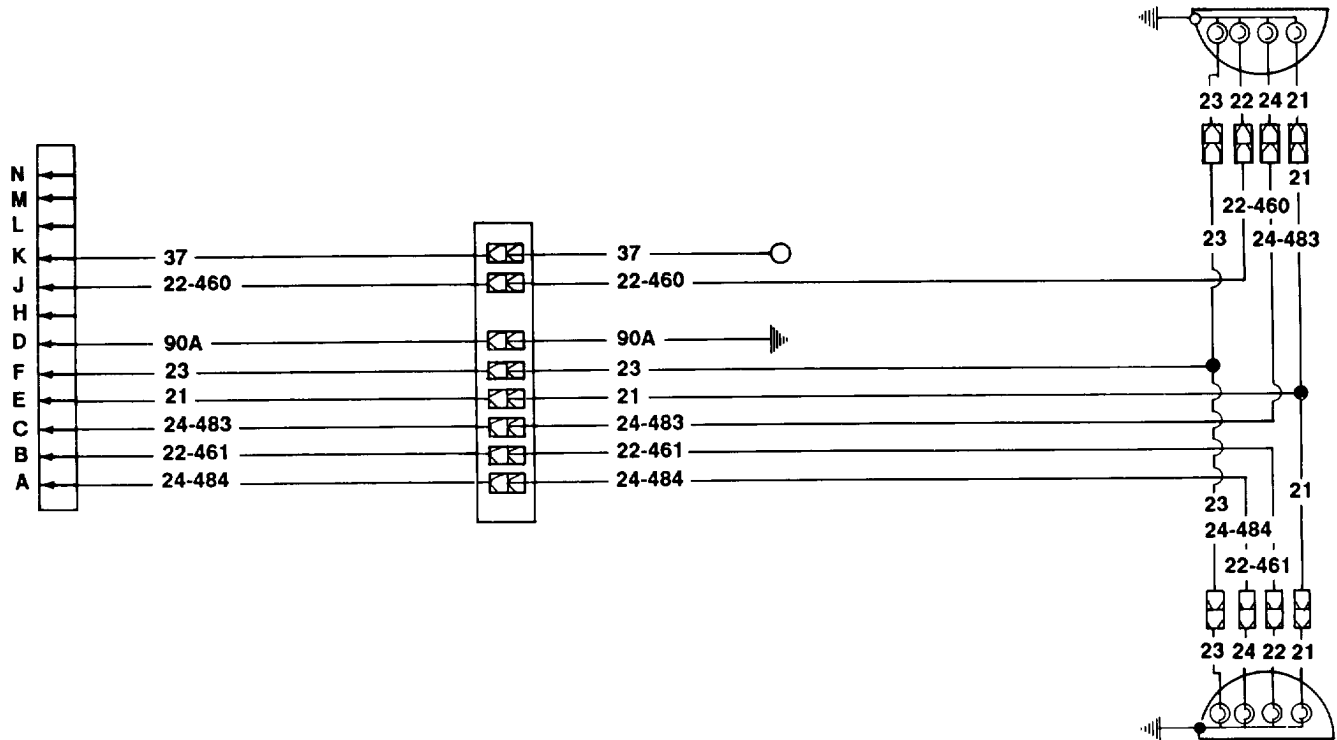 23 22 24 21
21
22-460
23 24-483
N
M
L
K 37 37
J 22-460 22-460
H
D 90A 90A
F 23 23
E 21 21
C 24-483 24-483
B 22-461 22-461
A 24-484 24-484
21
23
24-484
22-461
23 24 22 21